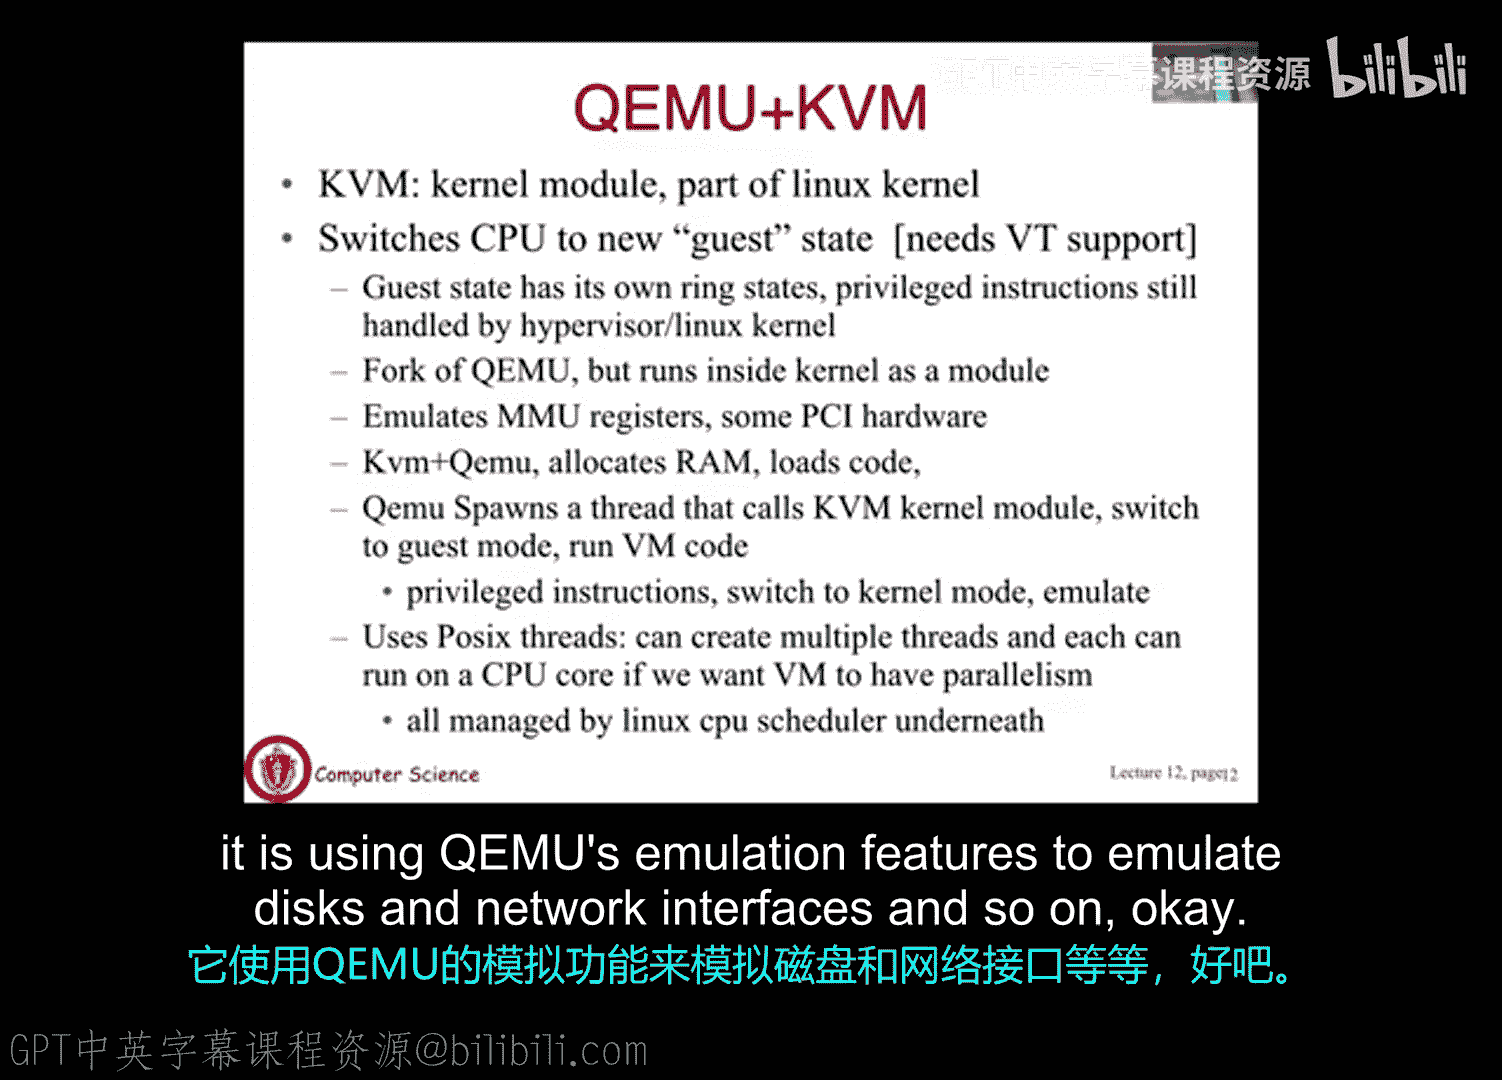 课程资源 bilibili
QEMU+KVM
• KVM: kernel module, part of linux kernel
• Switches CPU to new “guest” state [needs VT support]
– Guest state has its own ring states, privileged instructions still
handled by hypervisor/linux kernel
– Fork of QEMU, but runs inside kernel as a module
– Emulates MMU registers, some PCI hardware
– Kvm+Qemu, allocates RAM, loads code,
– Qemu Spawns a thread that calls KVM kernel module, switch
to guest mode, run VM code
• privileged instructions, switch to kernel mode, emulate
– Uses Posix threads: can create multiple threads and each can
run on a CPU core if we want VM to have parallelism
• all managed by linux cpu scheduler underneath
Computer Science
Lecture 12, page12
it is using QEMU's emulation features to emulate
disks and network interfaces and so on, okay.
它使用QEMU的模拟功能来模拟磁盘和网络接口等等，好吧。
GPT中英字幕课程资源@bilibili.com